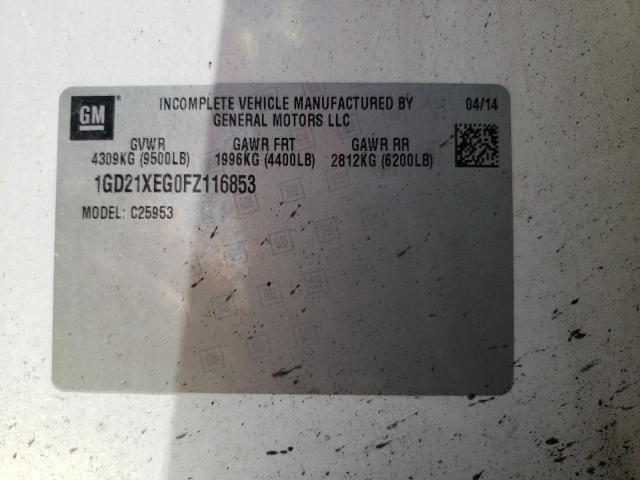 GM
INCOMPLETE VEHICLE MANUFACTURED BY 04/14
GENERAL MOTORS LLC
GVWR GAWR FRT GAWR RR
4309KG (9500LB) 1996KG (4400LB) 2812KG (6200LB)
1GD21XEG0FZ116853
MODEL: C25953